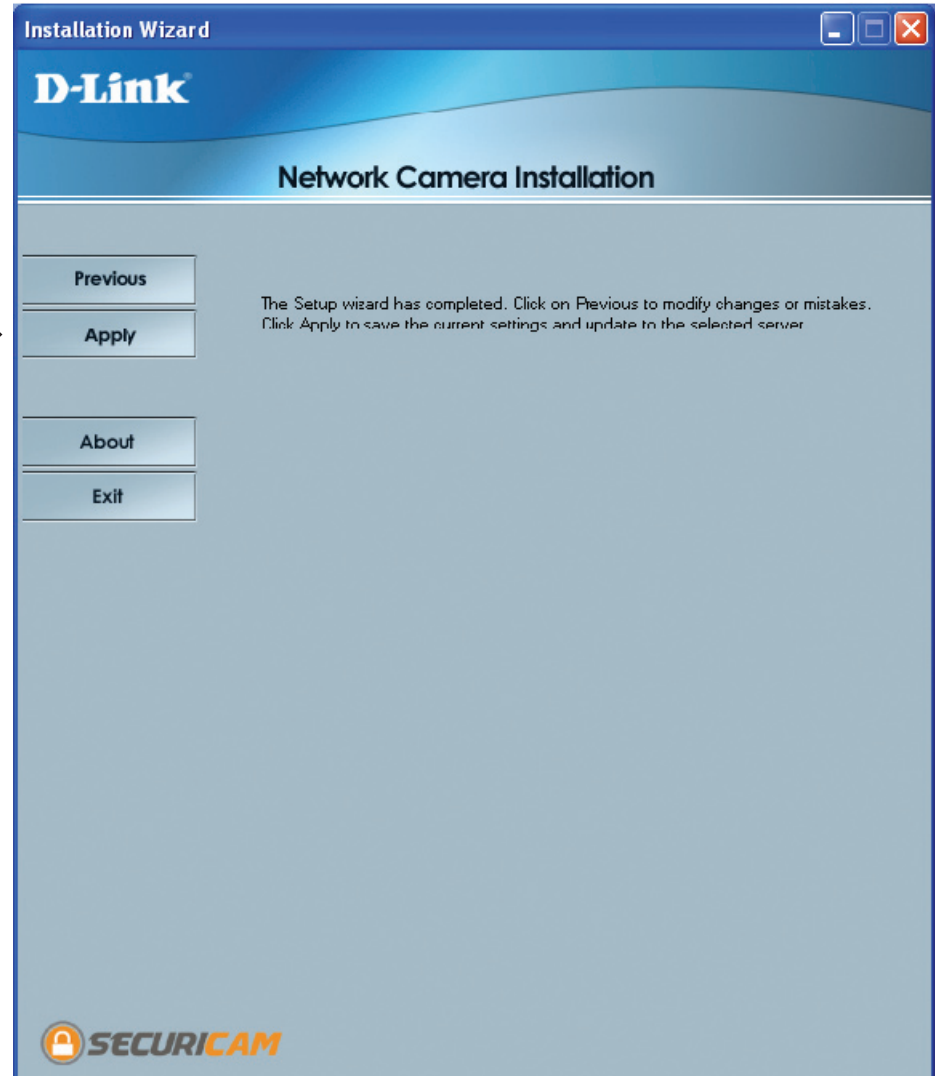 Installation Wizard
D-Link
Network Camera Installation
Previous
The Setup wizard has completed. Click on Previous to modify changes or mistakes.
Click Apply to save the current settings and update to the selected server
Apply
About
Exit
SECURICAM